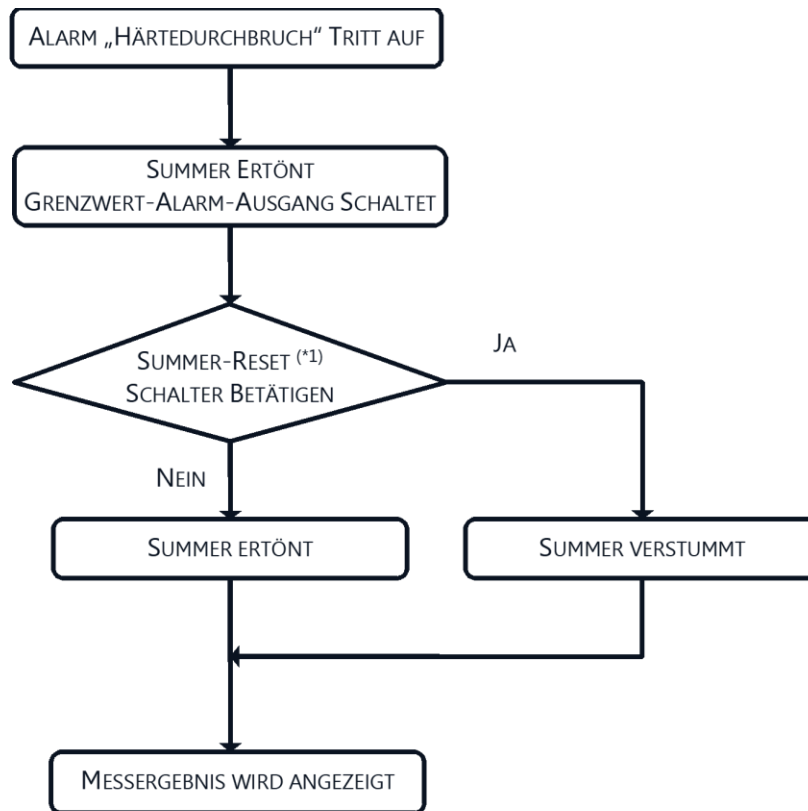 Alarm „Härtedurchbruch“ Tritt auf
Summer Ertönt
Grenzwert-Alarm-Ausgang Schaltet
Summer-Reset (*1)
Schalter Betätigen
Ja
Nein
Summer ertönt
Summer verstummt
Messergebnis wird angezeigt